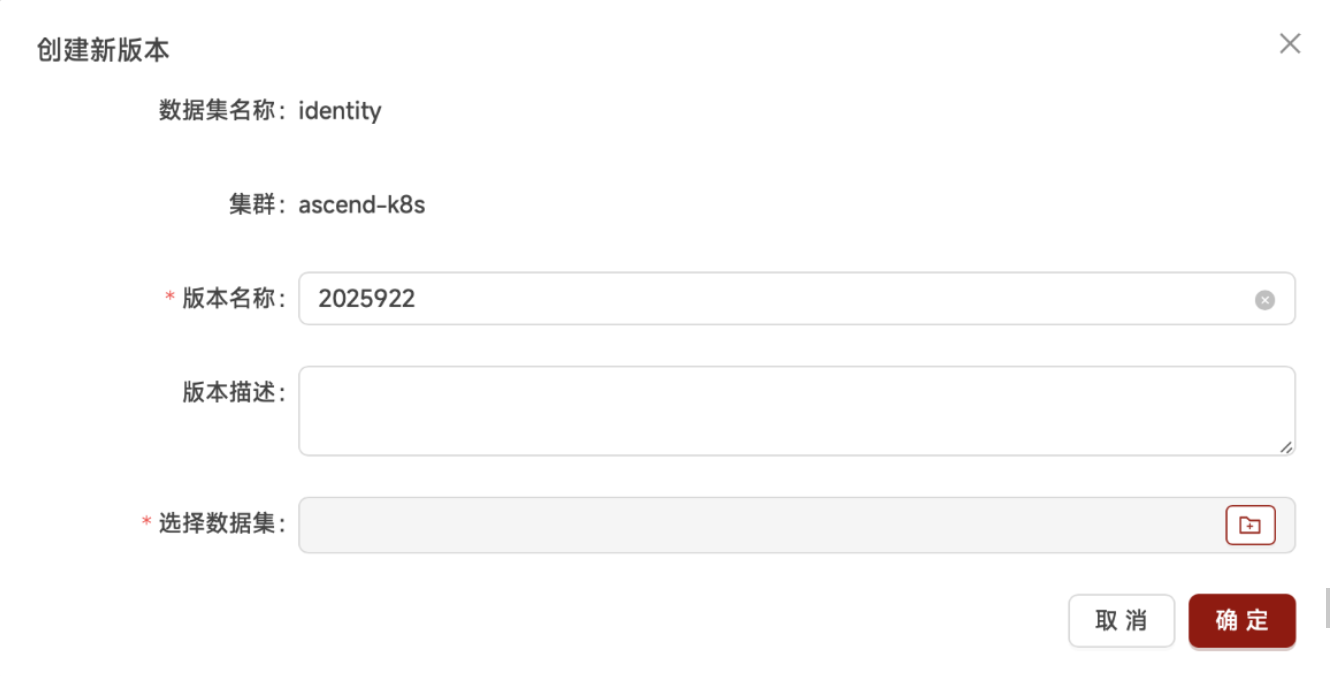 创建新版本
数据集名称: identity
集群: ascend-k8s
* 版本名称: 2025922
版本描述:
* 选择数据集:
取 消 确 定